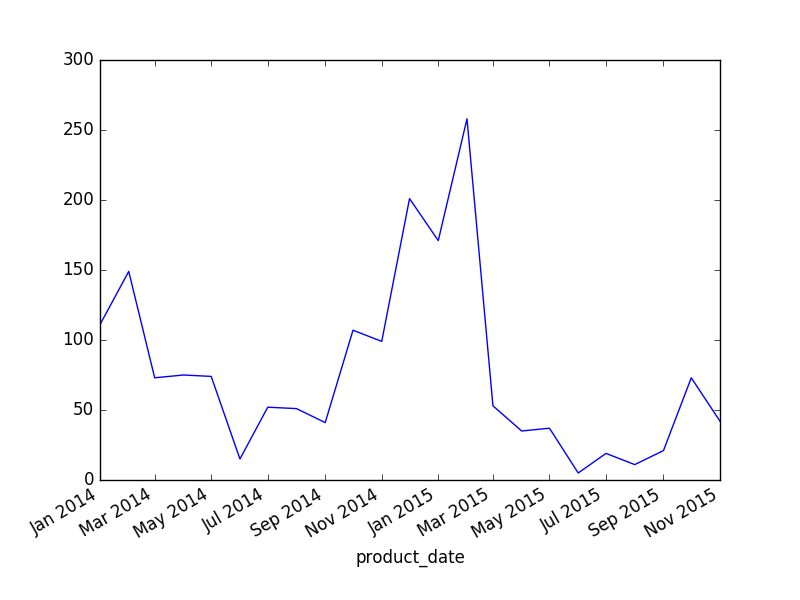 300
250
200
150
100
50
0
Jan 2014
Mar 2014
May 2014
Jul 2014
Sep 2014
Nov 2014
Jan 2015
Mar 2015
May 2015
Jul 2015
Sep 2015
Nov 2015
product_date